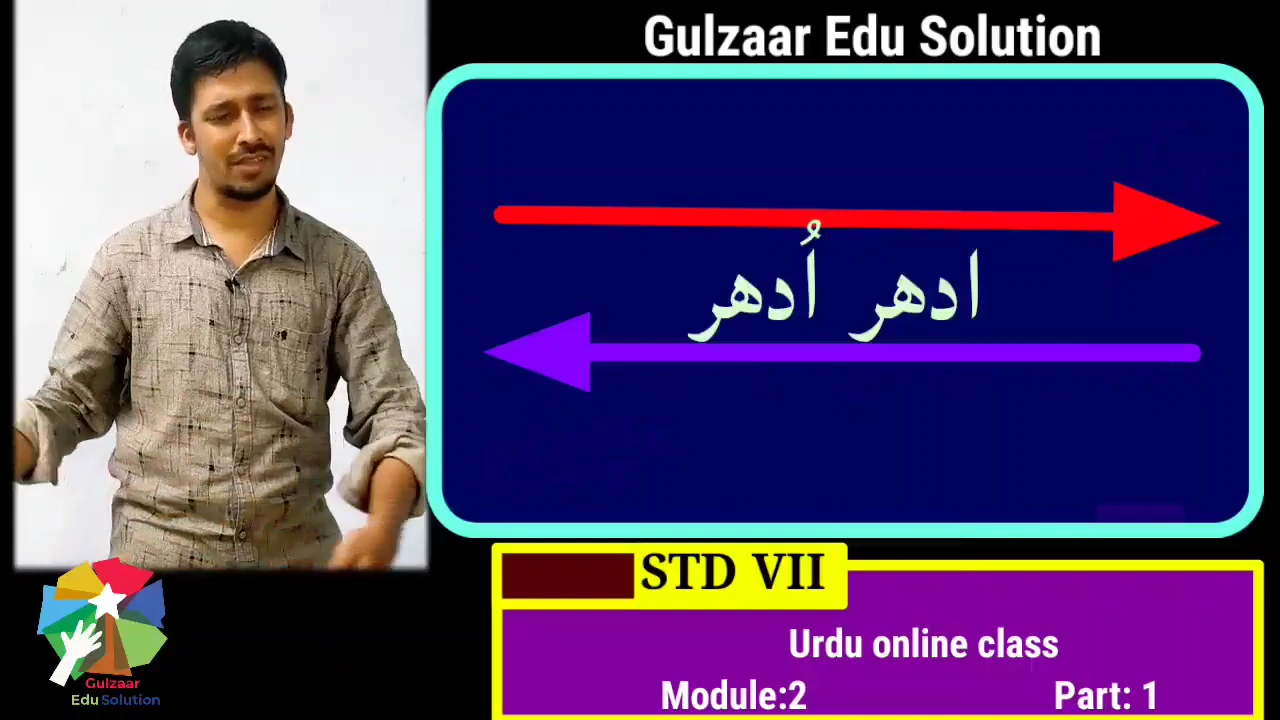 Gulzaar Edu Solution
ادھر اُدھر
STD VII
Urdu online class
Module:2 Part: 1
Gulzaar
Edu Solution